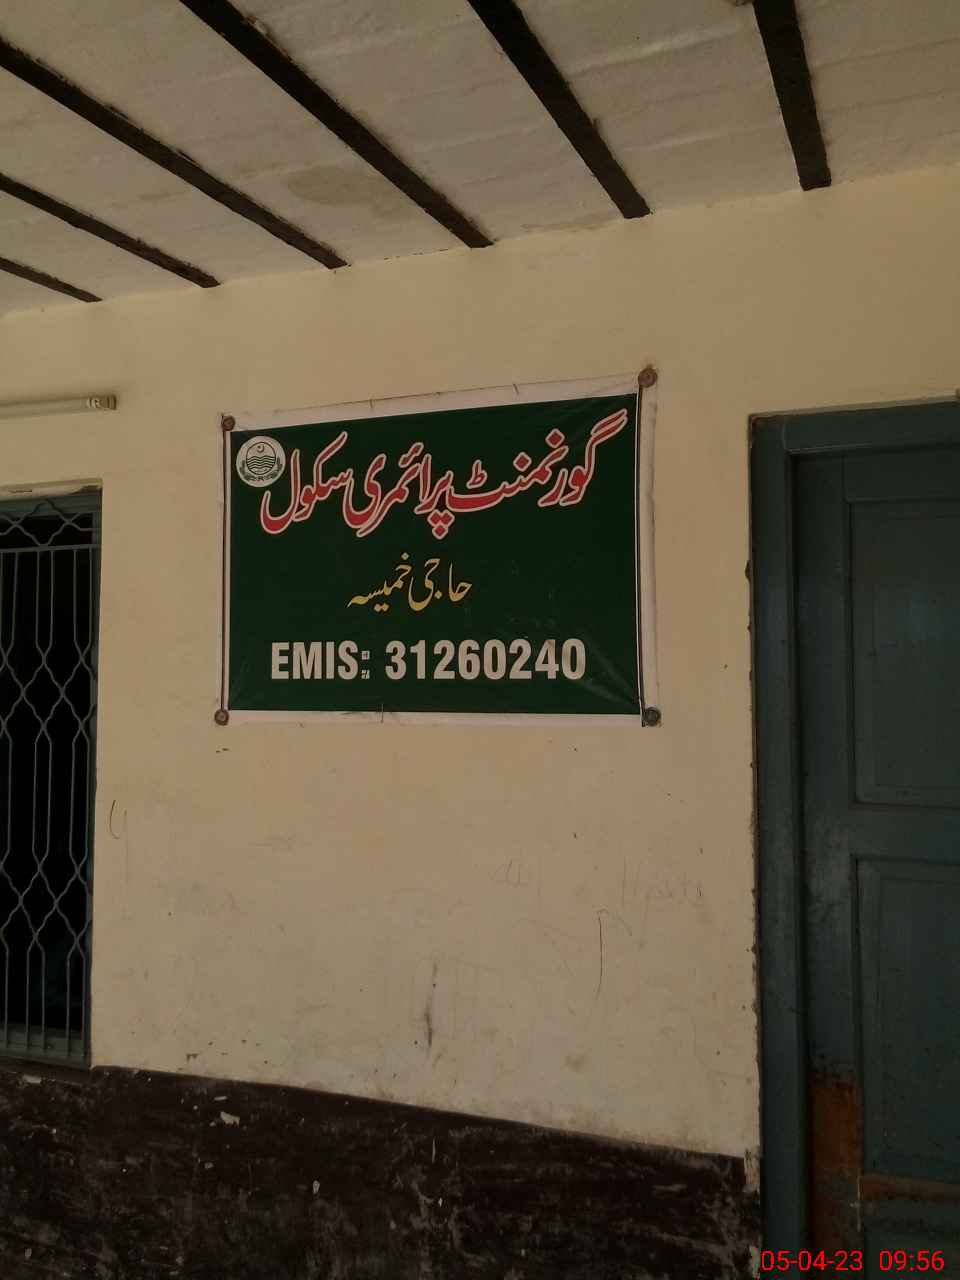 گورنمنٹ پرائمری سکول
حاجی خمیسہ
EMIS: 31260240
05-04-23 09:56